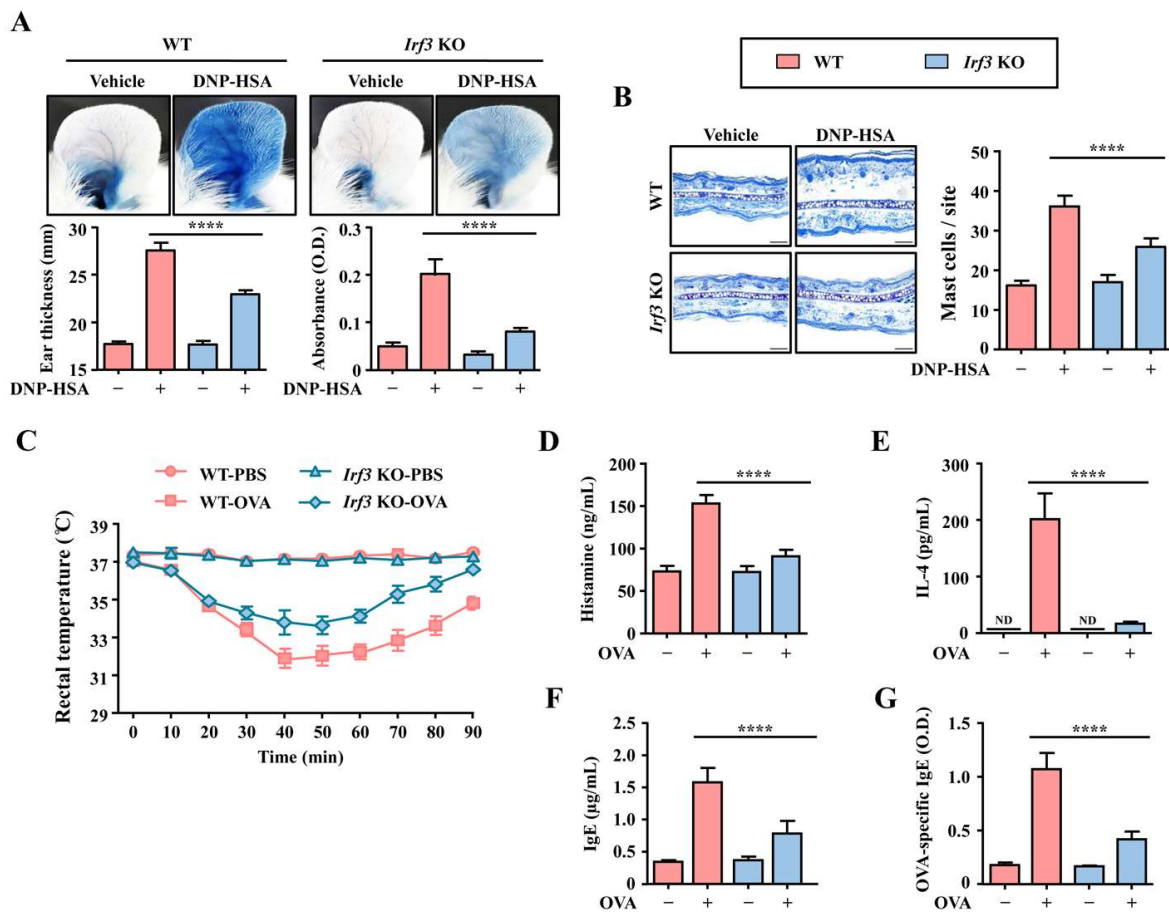 A
WT
Irf3 KO
Vehicle
DNP-HSA
Vehicle
DNP-HSA
Ear thickness (mm)
30
25
20
15
****
DNP-HSA
− + − +
Absorbance (O.D.)
0.3
0.2
0.1
0
****
DNP-HSA
− + − +
WT
Irf3 KO
B
Vehicle
DNP-HSA
WT
Irf3 KO
Mast cells / site
50
40
30
20
10
0
****
DNP-HSA
− + − +
C
WT-PBS
Irf3 KO-PBS
WT-OVA
Irf3 KO-OVA
Rectal temperature (℃)
39
37
35
33
31
29
0 10 20 30 40 50 60 70 80 90
Time (min)
D
Histamine (ng/mL)
200
150
100
50
0
****
OVA
− + − +
E
IL-4 (pg/mL)
300
200
100
0
****
ND
ND
OVA
− + − +
F
IgE (μg/mL)
2.5
2.0
1.5
1.0
0.5
0
****
OVA
− + − +
G
OVA-specific IgE (O.D.)
1.5
1.0
0.5
0
****
OVA
− + − +